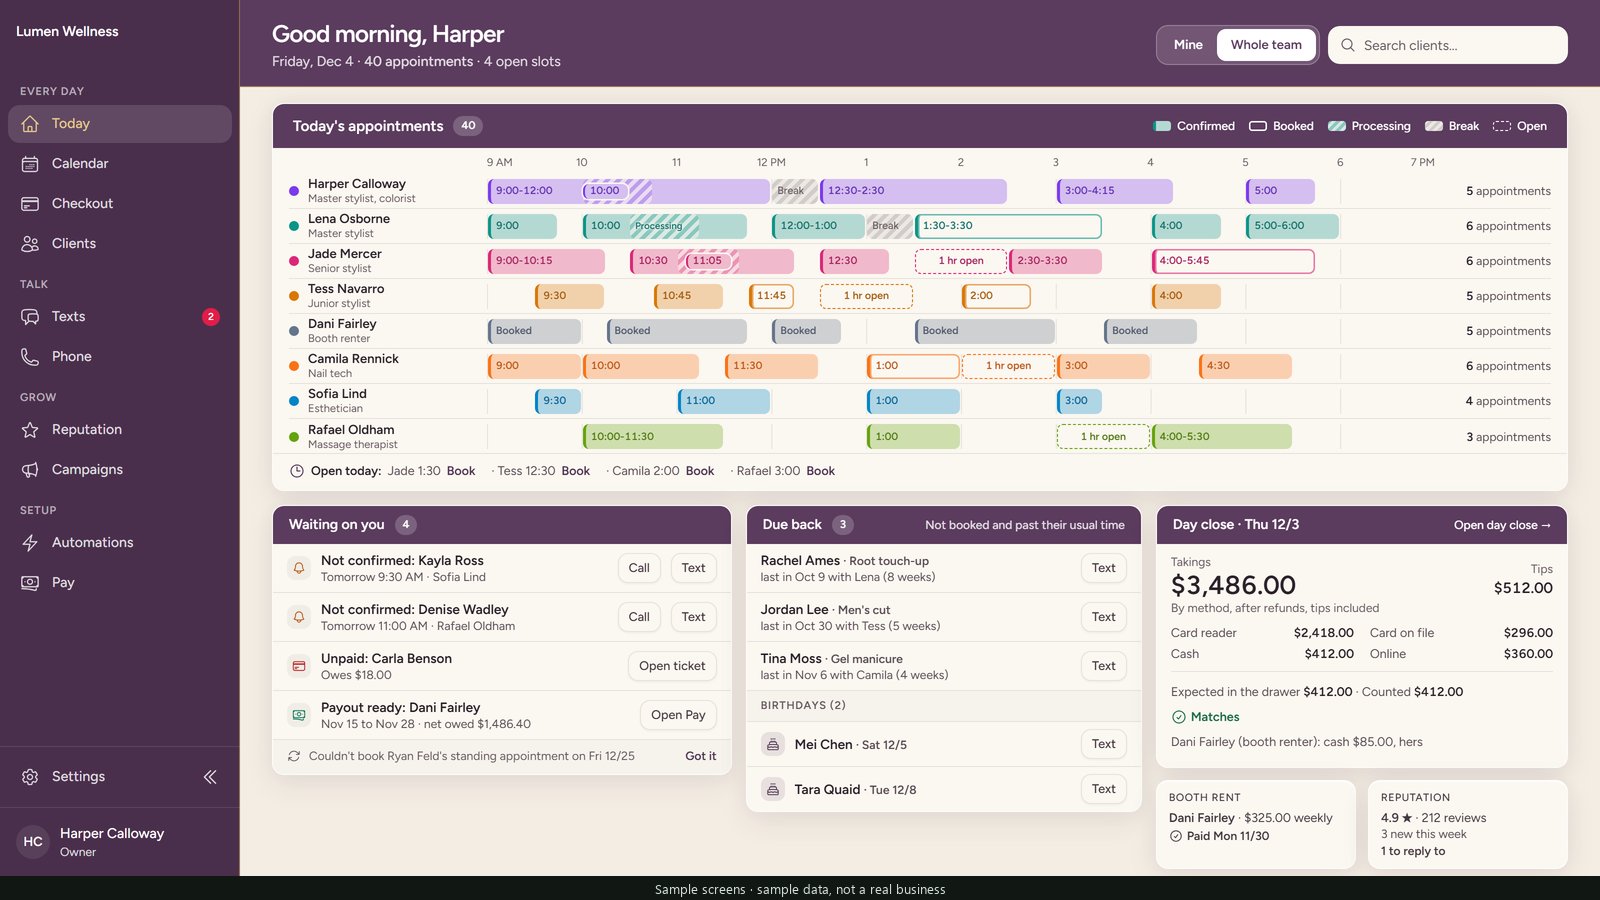 Lumen Wellness
EVERY DAY
Today
Calendar
Checkout
Clients
TALK
Texts 2
Phone
GROW
Reputation
Campaigns
SETUP
Automations
Pay
Settings
HC Harper Calloway
Owner
Good morning, Harper
Friday, Dec 4 · 40 appointments · 4 open slots
Mine Whole team Search clients...
Today's appointments 40
Confirmed Booked Processing Break Open
9 AM 10 11 12 PM 1 2 3 4 5 6 7 PM
Harper Calloway
Master stylist, colorist
9:00-12:00 10:00 Break 12:30-2:30 3:00-4:15 5:00 5 appointments
Lena Osborne
Master stylist
9:00 10:00 Processing 12:00-1:00 Break 1:30-3:30 4:00 5:00-6:00 6 appointments
Jade Mercer
Senior stylist
9:00-10:15 10:30 11:05 12:30 1 hr open 2:30-3:30 4:00-5:45 6 appointments
Tess Navarro
Junior stylist
9:30 10:45 11:45 1 hr open 2:00 4:00 5 appointments
Dani Fairley
Booth renter
Booked Booked Booked Booked Booked 5 appointments
Camila Rennick
Nail tech
9:00 10:00 11:30 1:00 1 hr open 3:00 4:30 6 appointments
Sofia Lind
Esthetician
9:30 11:00 1:00 3:00 4 appointments
Rafael Oldham
Massage therapist
10:00-11:30 1:00 1 hr open 4:00-5:30 3 appointments
Open today: Jade 1:30 Book · Tess 12:30 Book · Camila 2:00 Book · Rafael 3:00 Book
Waiting on you 4
Not confirmed: Kayla Ross
Tomorrow 9:30 AM · Sofia Lind
Call Text
Not confirmed: Denise Wadley
Tomorrow 11:00 AM · Rafael Oldham
Call Text
Unpaid: Carla Benson
Owes $18.00
Open ticket
Payout ready: Dani Fairley
Nov 15 to Nov 28 · net owed $1,486.40
Open Pay
Couldn't book Ryan Feld's standing appointment on Fri 12/25 Got it
Due back 3 Not booked and past their usual time
Rachel Ames · Root touch-up
last in Oct 9 with Lena (8 weeks)
Text
Jordan Lee · Men's cut
last in Oct 30 with Tess (5 weeks)
Text
Tina Moss · Gel manicure
last in Nov 6 with Camila (4 weeks)
Text
BIRTHDAYS (2)
Mei Chen · Sat 12/5 Text
Tara Quaid · Tue 12/8 Text
Day close · Thu 12/3 Open day close →
Takings
$3,486.00
Tips
$512.00
By method, after refunds, tips included
Card reader $2,418.00 Card on file $296.00
Cash $412.00 Online $360.00
Expected in the drawer $412.00 · Counted $412.00
Matches
Dani Fairley (booth renter): cash $85.00, hers
BOOTH RENT
Dani Fairley · $325.00 weekly
Paid Mon 11/30
REPUTATION
4.9 ★ · 212 reviews
3 new this week
1 to reply to
Sample screens · sample data, not a real business